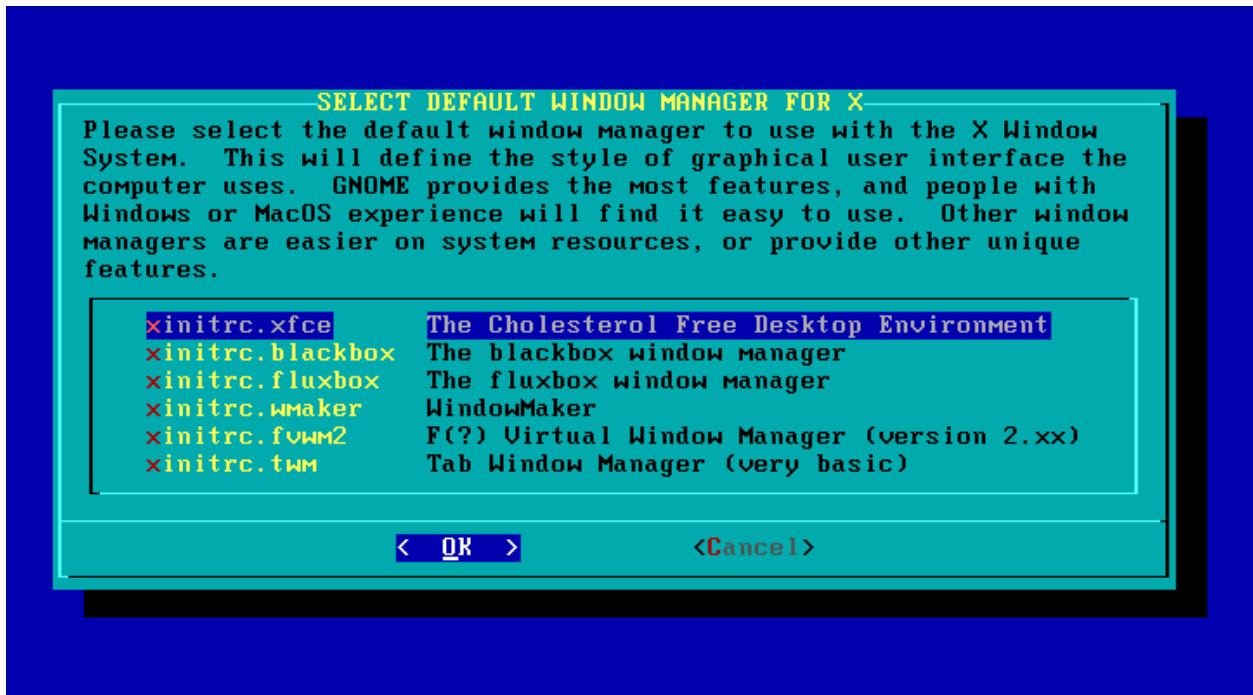 SELECT DEFAULT WINDOW MANAGER FOR X
Please select the default window manager to use with the X Window
System.  This will define the style of graphical user interface the
computer uses.  GNOME provides the most features, and people with
Windows or MacOS experience will find it easy to use.  Other window
managers are easier on system resources, or provide other unique
features.
xinitrc.xfce The Cholesterol Free Desktop Environment
xinitrc.blackbox The blackbox window manager
xinitrc.fluxbox The fluxbox window manager
xinitrc.wmaker WindowMaker
xinitrc.fvwm2 F(?) Virtual Window Manager (version 2.xx)
xinitrc.twm Tab Window Manager (very basic)
< OK > <Cancel>